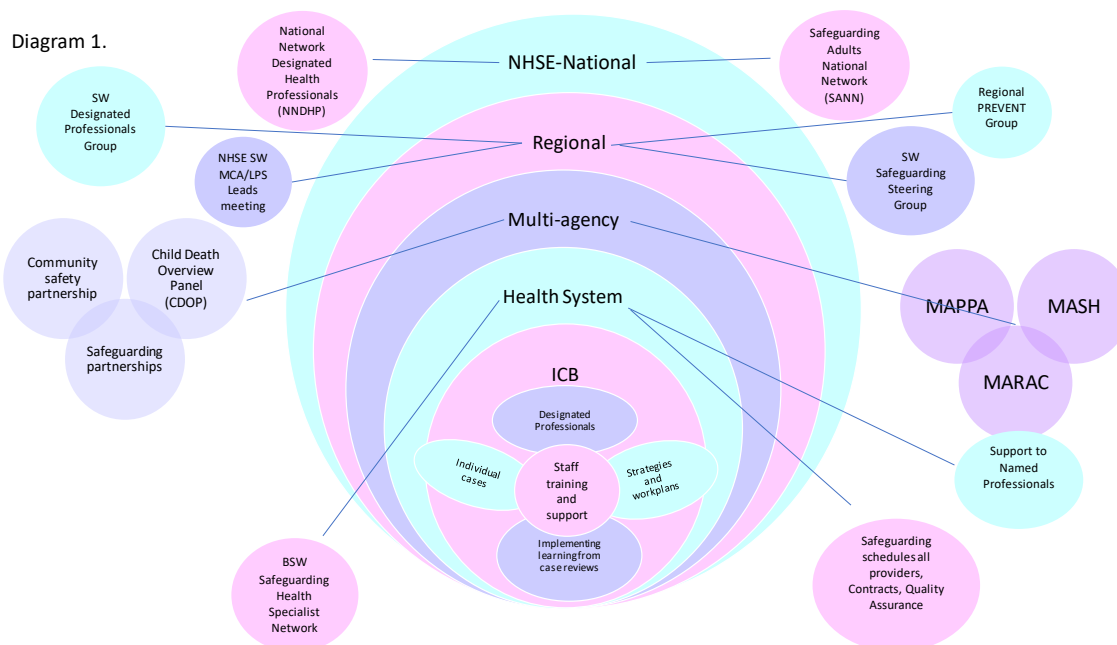 Diagram 1.
National
Network
Designated
Health
Professionals
(NNDHP)
NHSE-National
Safeguarding
Adults
National
Network
(SANN)
SW
Designated
Professionals
Group
Regional
PREVENT
Group
Regional
NHSE SW
MCA/LPS
Leads
meeting
SW
Safeguarding
Steering
Group
Multi-agency
Community
safety
partnership
Child Death
Overview
Panel
(CDOP)
Safeguarding
partnerships
MAPPA
MASH
MARAC
Health System
ICB
Designated
Professionals
Individual
cases
Staff
training
and
support
Strategies
and
workplans
Implementing
learning from
case reviews
Support to
Named
Professionals
BSW
Safeguarding
Health
Specialist
Network
Safeguarding
schedules all
providers,
Contracts, Quality
Assurance